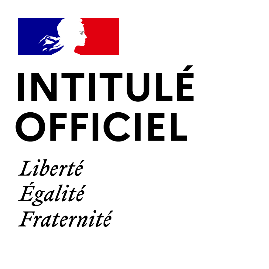 INTITULÉ
OFFICIEL
Liberté
Égalité
Fraternité